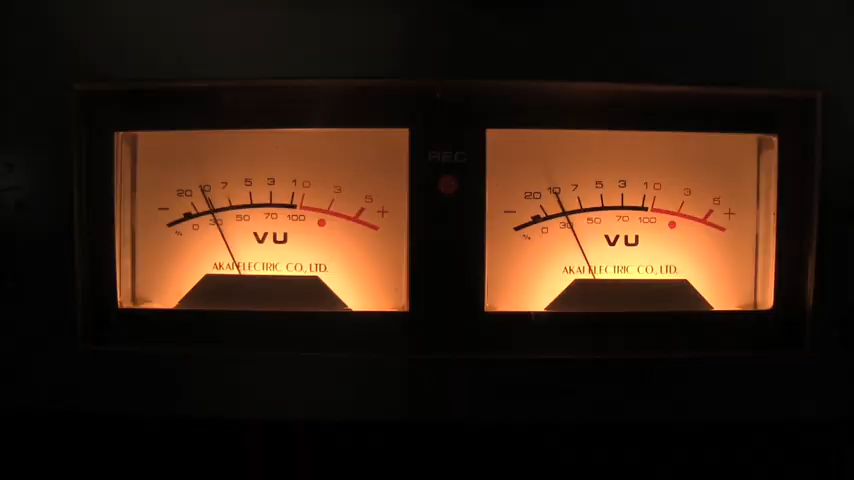 REC
− 20 10 7 5 3 1 0 3 5 +
% 0 30 50 70 100
VU
AKAI ELECTRIC CO., LTD.
− 20 10 7 5 3 1 0 3 5 +
% 0 30 50 70 100
VU
AKAI ELECTRIC CO., LTD.